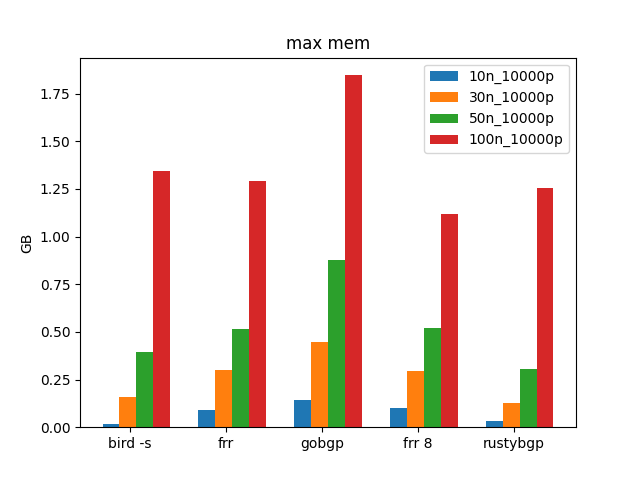 max mem
10n_10000p
30n_10000p
50n_10000p
100n_10000p
GB
1.75
1.50
1.25
1.00
0.75
0.50
0.25
0.00
bird -s
frr
gobgp
frr 8
rustybgp